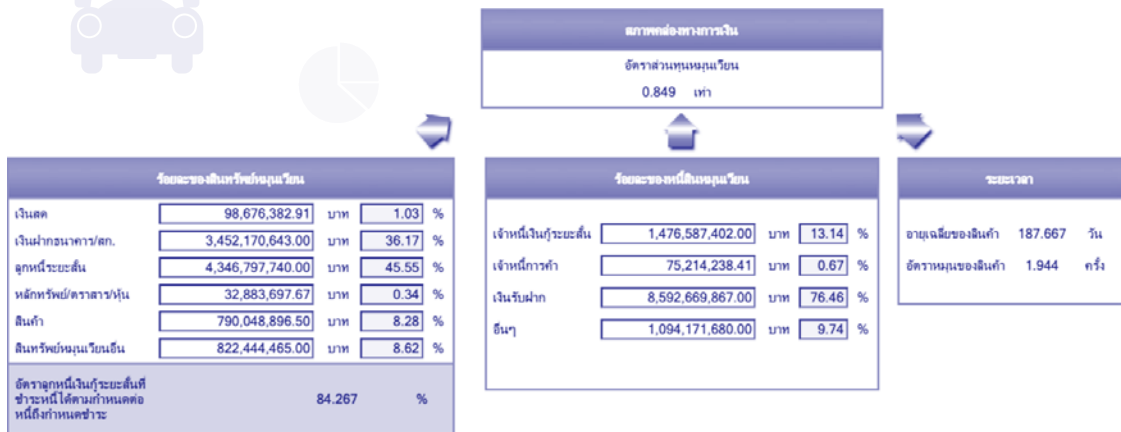 สภาพคล่องทางการเงิน
อัตราส่วนทุนหมุนเวียน
0.849 เท่า
ร้อยละของสินทรัพย์หมุนเวียน
เงินสด 98,676,382.91 บาท 1.03 %
เงินฝากธนาคาร/สก. 3,452,170,643.00 บาท 36.17 %
ลูกหนี้ระยะสั้น 4,346,797,740.00 บาท 45.55 %
หลักทรัพย์/ตราสาร/หุ้น 32,883,697.67 บาท 0.34 %
สินค้า 790,048,896.50 บาท 8.28 %
สินทรัพย์หมุนเวียนอื่น 822,444,465.00 บาท 8.62 %
อัตราลูกหนี้เงินกู้ระยะสั้นที่
ชำระหนี้ได้ตามกำหนดต่อ 84.267 %
หนี้ถึงกำหนดชำระ
ร้อยละของหนี้สินหมุนเวียน
เจ้าหนี้เงินกู้ระยะสั้น 1,476,587,402.00 บาท 13.14 %
เจ้าหนี้การค้า 75,214,238.41 บาท 0.67 %
เงินรับฝาก 8,592,669,867.00 บาท 76.46 %
อื่นๆ 1,094,171,680.00 บาท 9.74 %
ระยะเวลา
อายุเฉลี่ยของสินค้า 187.667 วัน
อัตราหมุนของสินค้า 1.944 ครั้ง